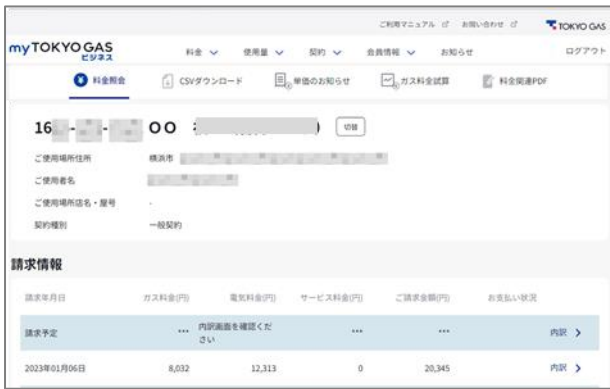 ご利用マニュアル お問い合わせ TOKYO GAS
myTOKYO GAS
ビジネス
料金 使用量 契約 会員情報 お知らせ ログアウト
料金照会 CSVダウンロード 単価のお知らせ ガス料金試算 料金関連PDF
16 - - 〇〇 切替
ご使用場所住所 横浜市
ご使用者名
ご使用場所店名・屋号 -
契約種別 一般契約
請求情報
請求年月日 ガス料金(円) 電気料金(円) サービス料金(円) ご請求金額(円) お支払い状況
請求予定 *** 内訳画面を確認くだ *** *** 内訳
さい
2023年01月06日 8,032 12,313 0 20,345 内訳